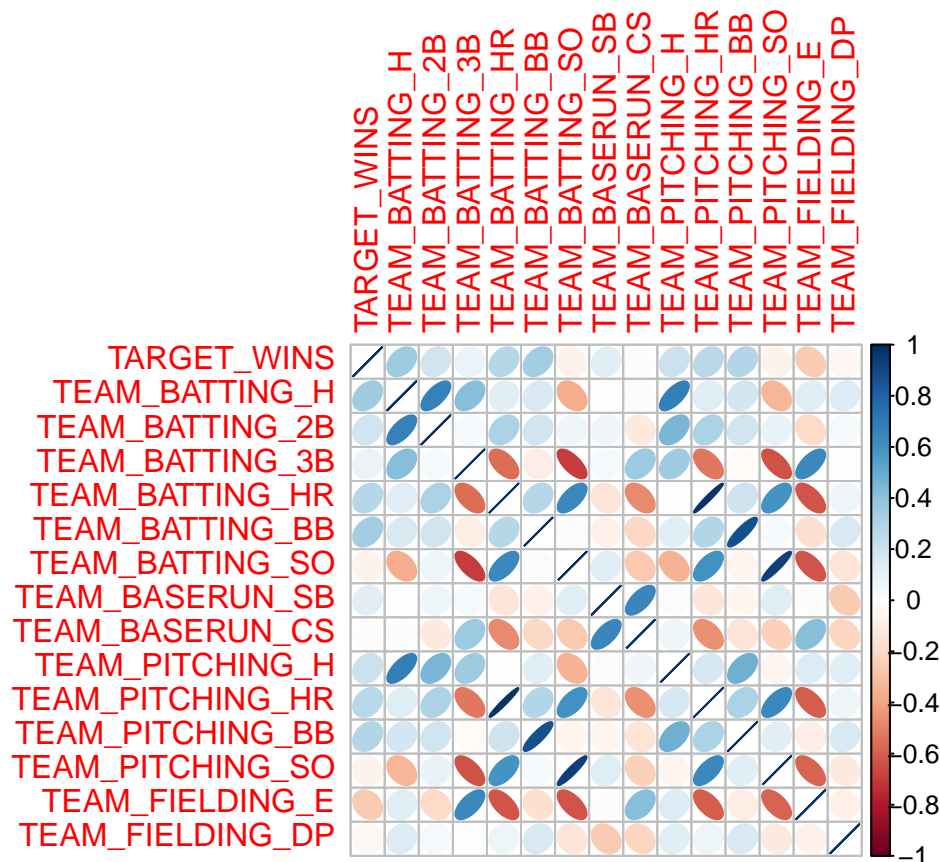 TARGET_WINS
TEAM_BATTING_H
TEAM_BATTING_2B
TEAM_BATTING_3B
TEAM_BATTING_HR
TEAM_BATTING_BB
TEAM_BATTING_SO
TEAM_BASERUN_SB
TEAM_BASERUN_CS
TEAM_PITCHING_H
TEAM_PITCHING_HR
TEAM_PITCHING_BB
TEAM_PITCHING_SO
TEAM_FIELDING_E
TEAM_FIELDING_DP
TARGET_WINS
TEAM_BATTING_H
TEAM_BATTING_2B
TEAM_BATTING_3B
TEAM_BATTING_HR
TEAM_BATTING_BB
TEAM_BATTING_SO
TEAM_BASERUN_SB
TEAM_BASERUN_CS
TEAM_PITCHING_H
TEAM_PITCHING_HR
TEAM_PITCHING_BB
TEAM_PITCHING_SO
TEAM_FIELDING_E
TEAM_FIELDING_DP
1
0.8
0.6
0.4
0.2
0
−0.2
−0.4
−0.6
−0.8
−1